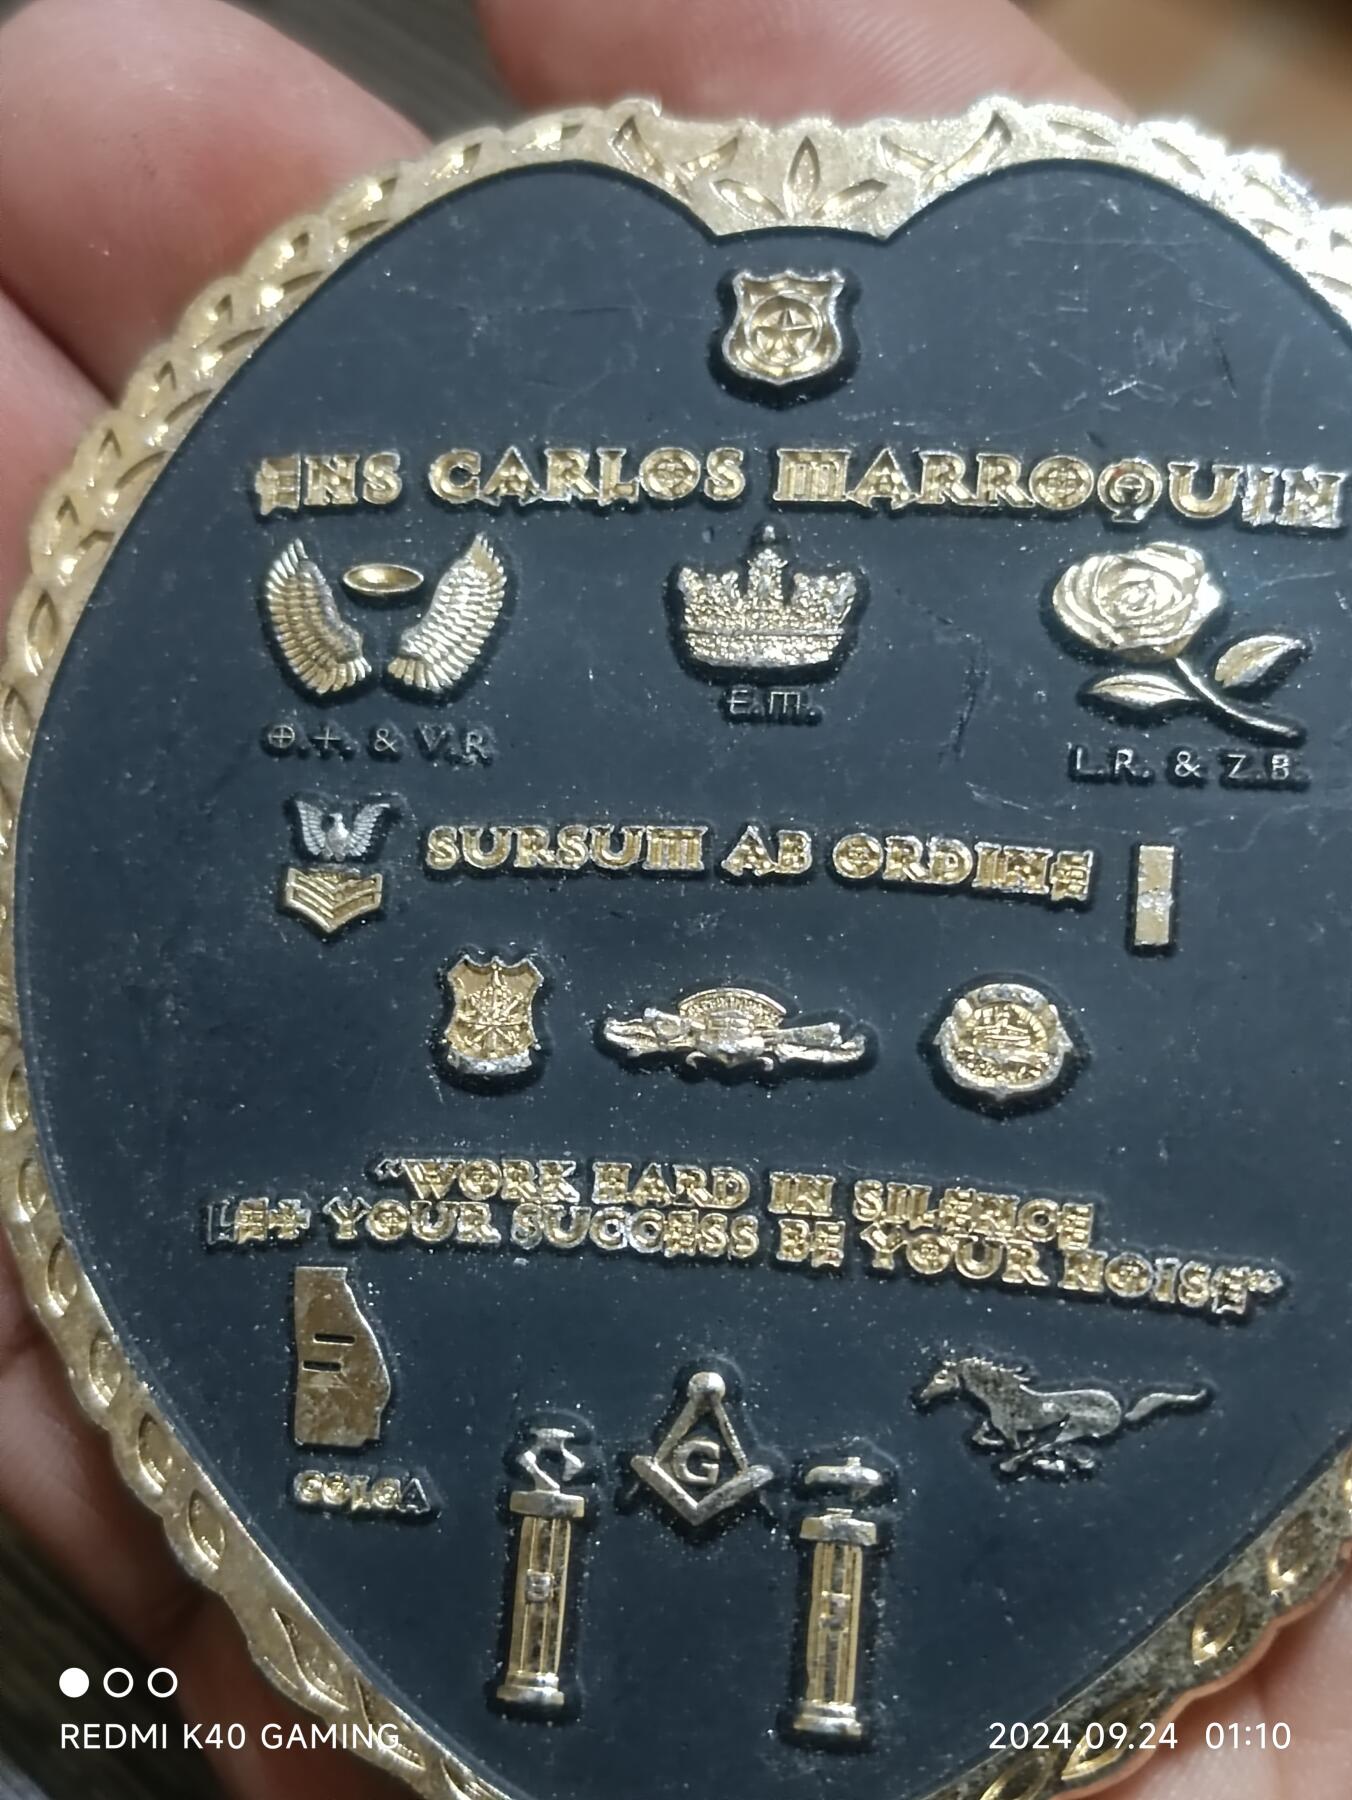 ENS CARLOS MARROQUIN
E.M.
L.R. & Z.B.
& V.R
SURSUM AB ORDINE
"WORK HARD IN SILENCE
LET YOUR SUCCESS BE YOUR NOISE"
G
REDMI K40 GAMING
2024.09.24 01:10